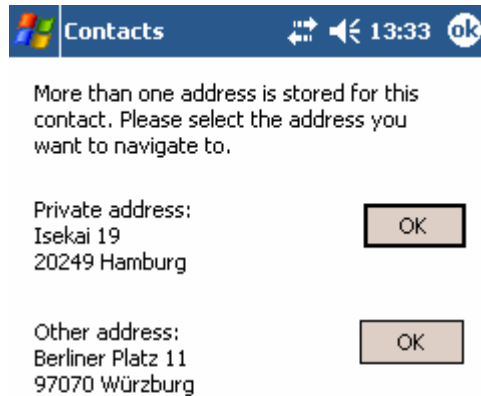 Contacts 13:33 ok
More than one address is stored for this
contact. Please select the address you
want to navigate to.
Private address:
Isekai 19
20249 Hamburg
OK
Other address:
Berliner Platz 11
97070 Würzburg
OK